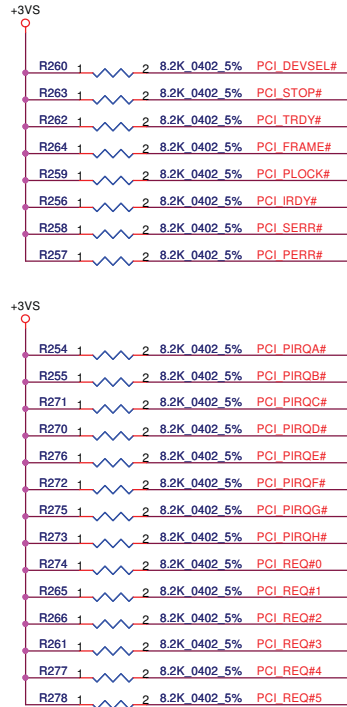 +3VS
R260 1 2 8.2K_0402_5% PCI_DEVSEL#
R263 1 2 8.2K_0402_5% PCI_STOP#
R262 1 2 8.2K_0402_5% PCI_TRDY#
R264 1 2 8.2K_0402_5% PCI_FRAME#
R259 1 2 8.2K_0402_5% PCI_PLOCK#
R256 1 2 8.2K_0402_5% PCI_IRDY#
R258 1 2 8.2K_0402_5% PCI_SERR#
R257 1 2 8.2K_0402_5% PCI_PERR#
+3VS
R254 1 2 8.2K_0402_5% PCI_PIRQA#
R255 1 2 8.2K_0402_5% PCI_PIRQB#
R271 1 2 8.2K_0402_5% PCI_PIRQC#
R270 1 2 8.2K_0402_5% PCI_PIRQD#
R276 1 2 8.2K_0402_5% PCI_PIRQE#
R272 1 2 8.2K_0402_5% PCI_PIRQF#
R275 1 2 8.2K_0402_5% PCI_PIRQG#
R273 1 2 8.2K_0402_5% PCI_PIRQH#
R274 1 2 8.2K_0402_5% PCI_REQ#0
R265 1 2 8.2K_0402_5% PCI_REQ#1
R266 1 2 8.2K_0402_5% PCI_REQ#2
R261 1 2 8.2K_0402_5% PCI_REQ#3
R277 1 2 8.2K_0402_5% PCI_REQ#4
R278 1 2 8.2K_0402_5% PCI_REQ#5